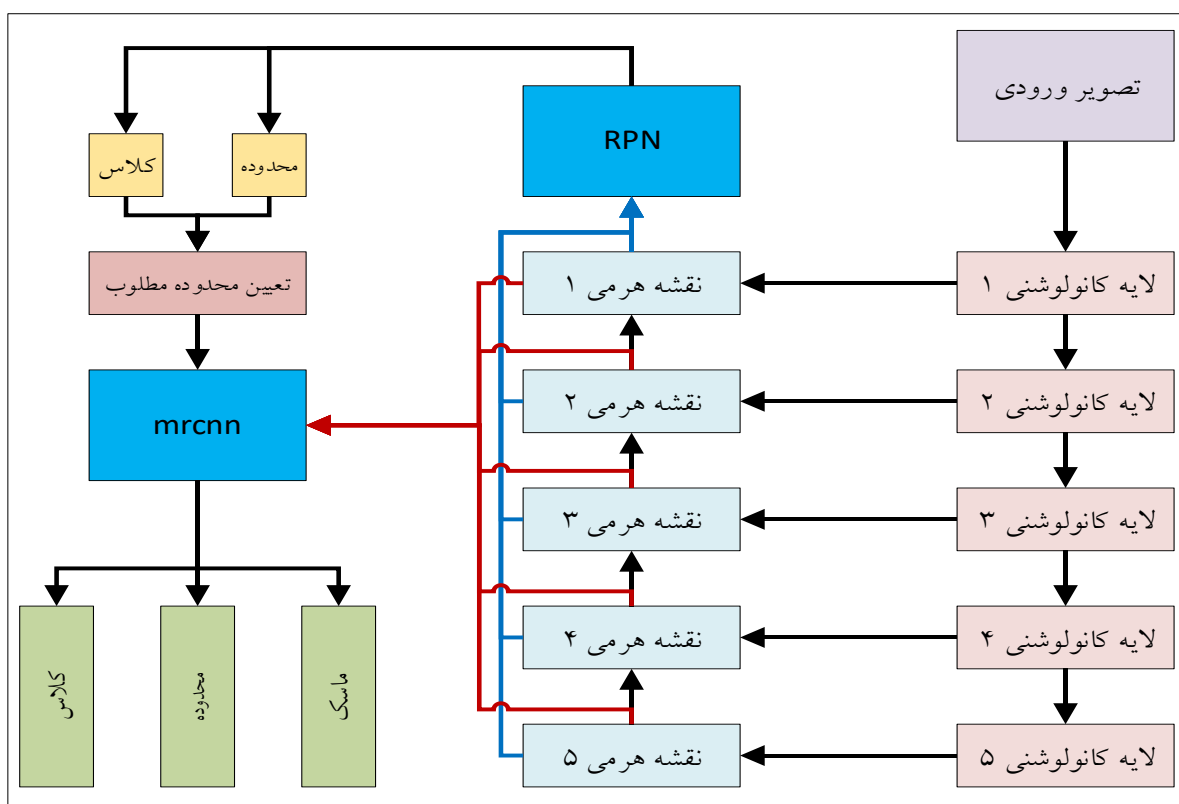 تصویر ورودی
RPN
کلاس
محدوده
لایه کانولوشنی ۱
نقشه هرمی ۱
تعیین محدوده مطلوب
لایه کانولوشنی ۲
نقشه هرمی ۲
mrcnn
لایه کانولوشنی ۳
نقشه هرمی ۳
لایه کانولوشنی ۴
نقشه هرمی ۴
ماسک
محدوده
کلاس
لایه کانولوشنی ۵
نقشه هرمی ۵